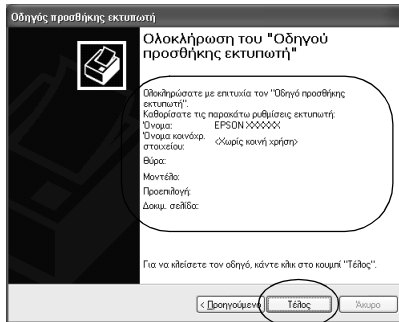 Οδηγός προσθήκης εκτυπωτή
Ολοκλήρωση του "Οδηγού
προσθήκης εκτυπωτή"
Ολοκληρώσατε με επιτυχία τον "Οδηγό προσθήκης
εκτυπωτή".
Καθορίσατε τις παρακάτω ρυθμίσεις εκτυπωτή:
Όνομα: EPSON XXXXXX
Όνομα κοινόχρ.
στοιχείου: <Χωρίς κοινή χρήση>
Θύρα:
Μοντέλο:
Προεπιλογή:
Δοκιμ. σελίδα:
Για να κλείσετε τον οδηγό, κάντε κλικ στο κουμπί "Τέλος".
< Προηγούμενο Τέλος Άκυρο